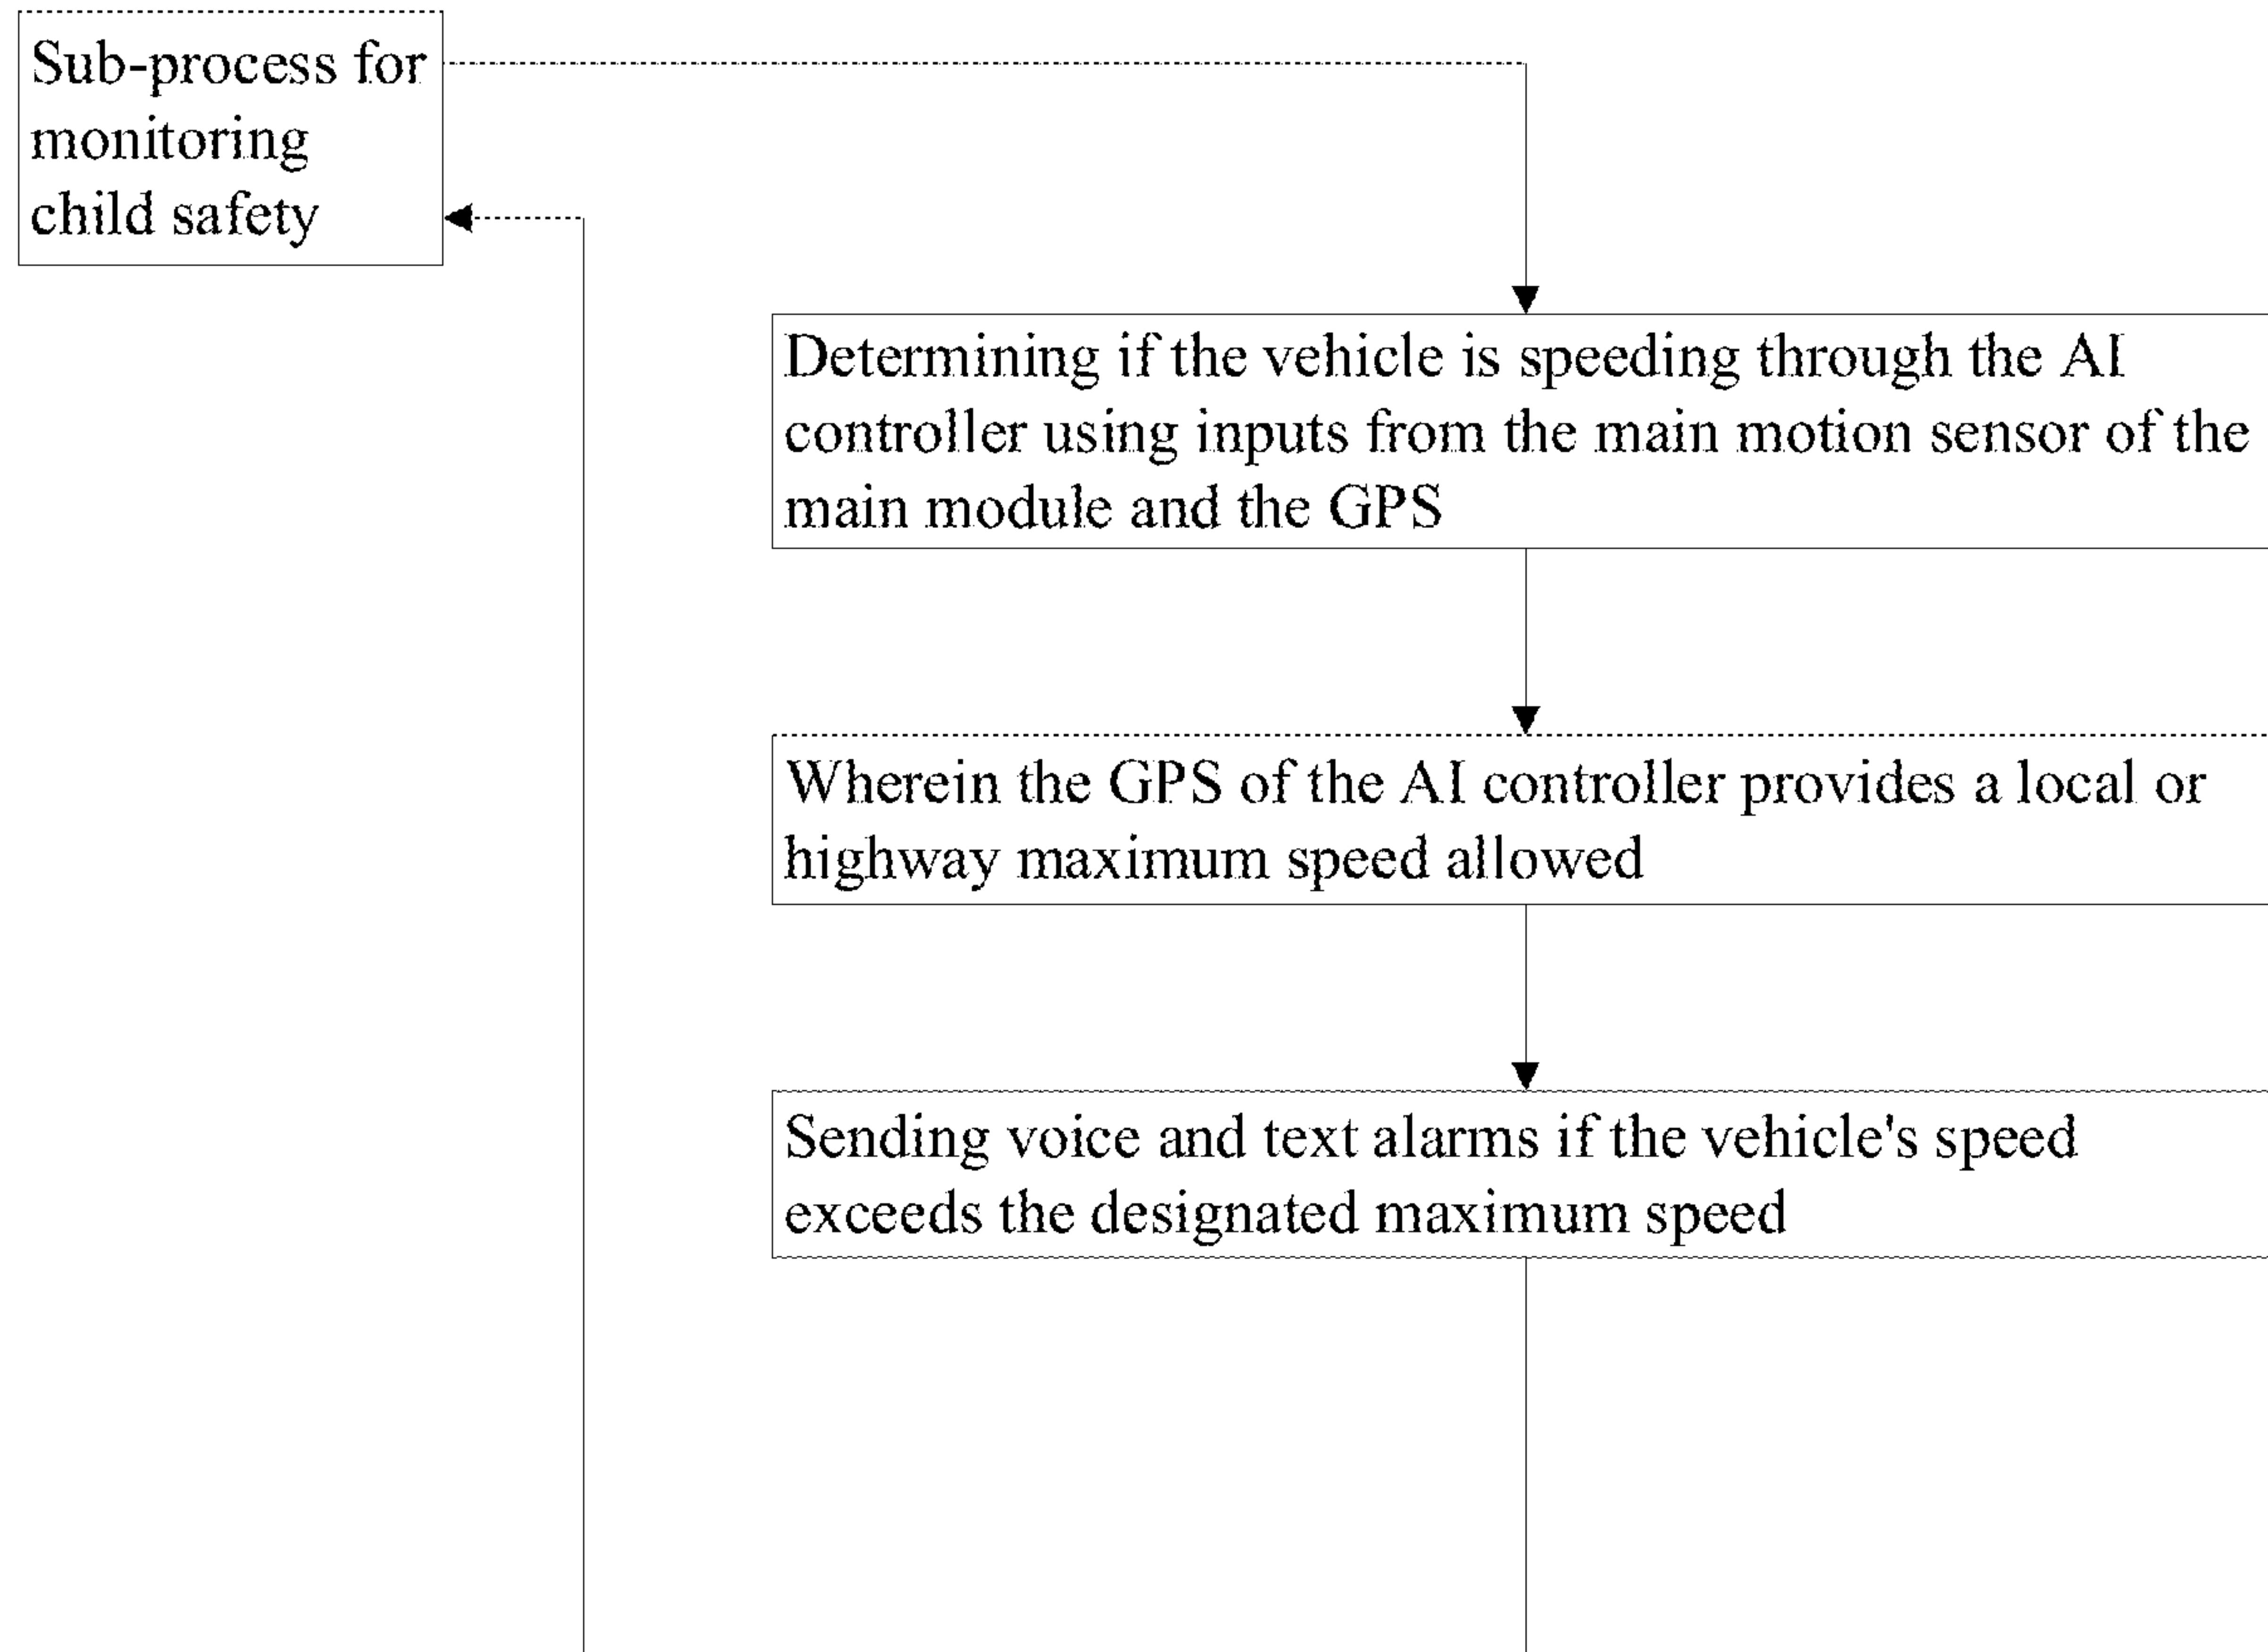 Sub-process for
monitoring
child safety
Determining if the vehicle is speeding through the AI
controller using inputs from the main motion sensor of the
main module and the GPS
Wherein the GPS of the AI controller provides a local or
highway maximum speed allowed
Sending voice and text alarms if the vehicle's speed
exceeds the designated maximum speed